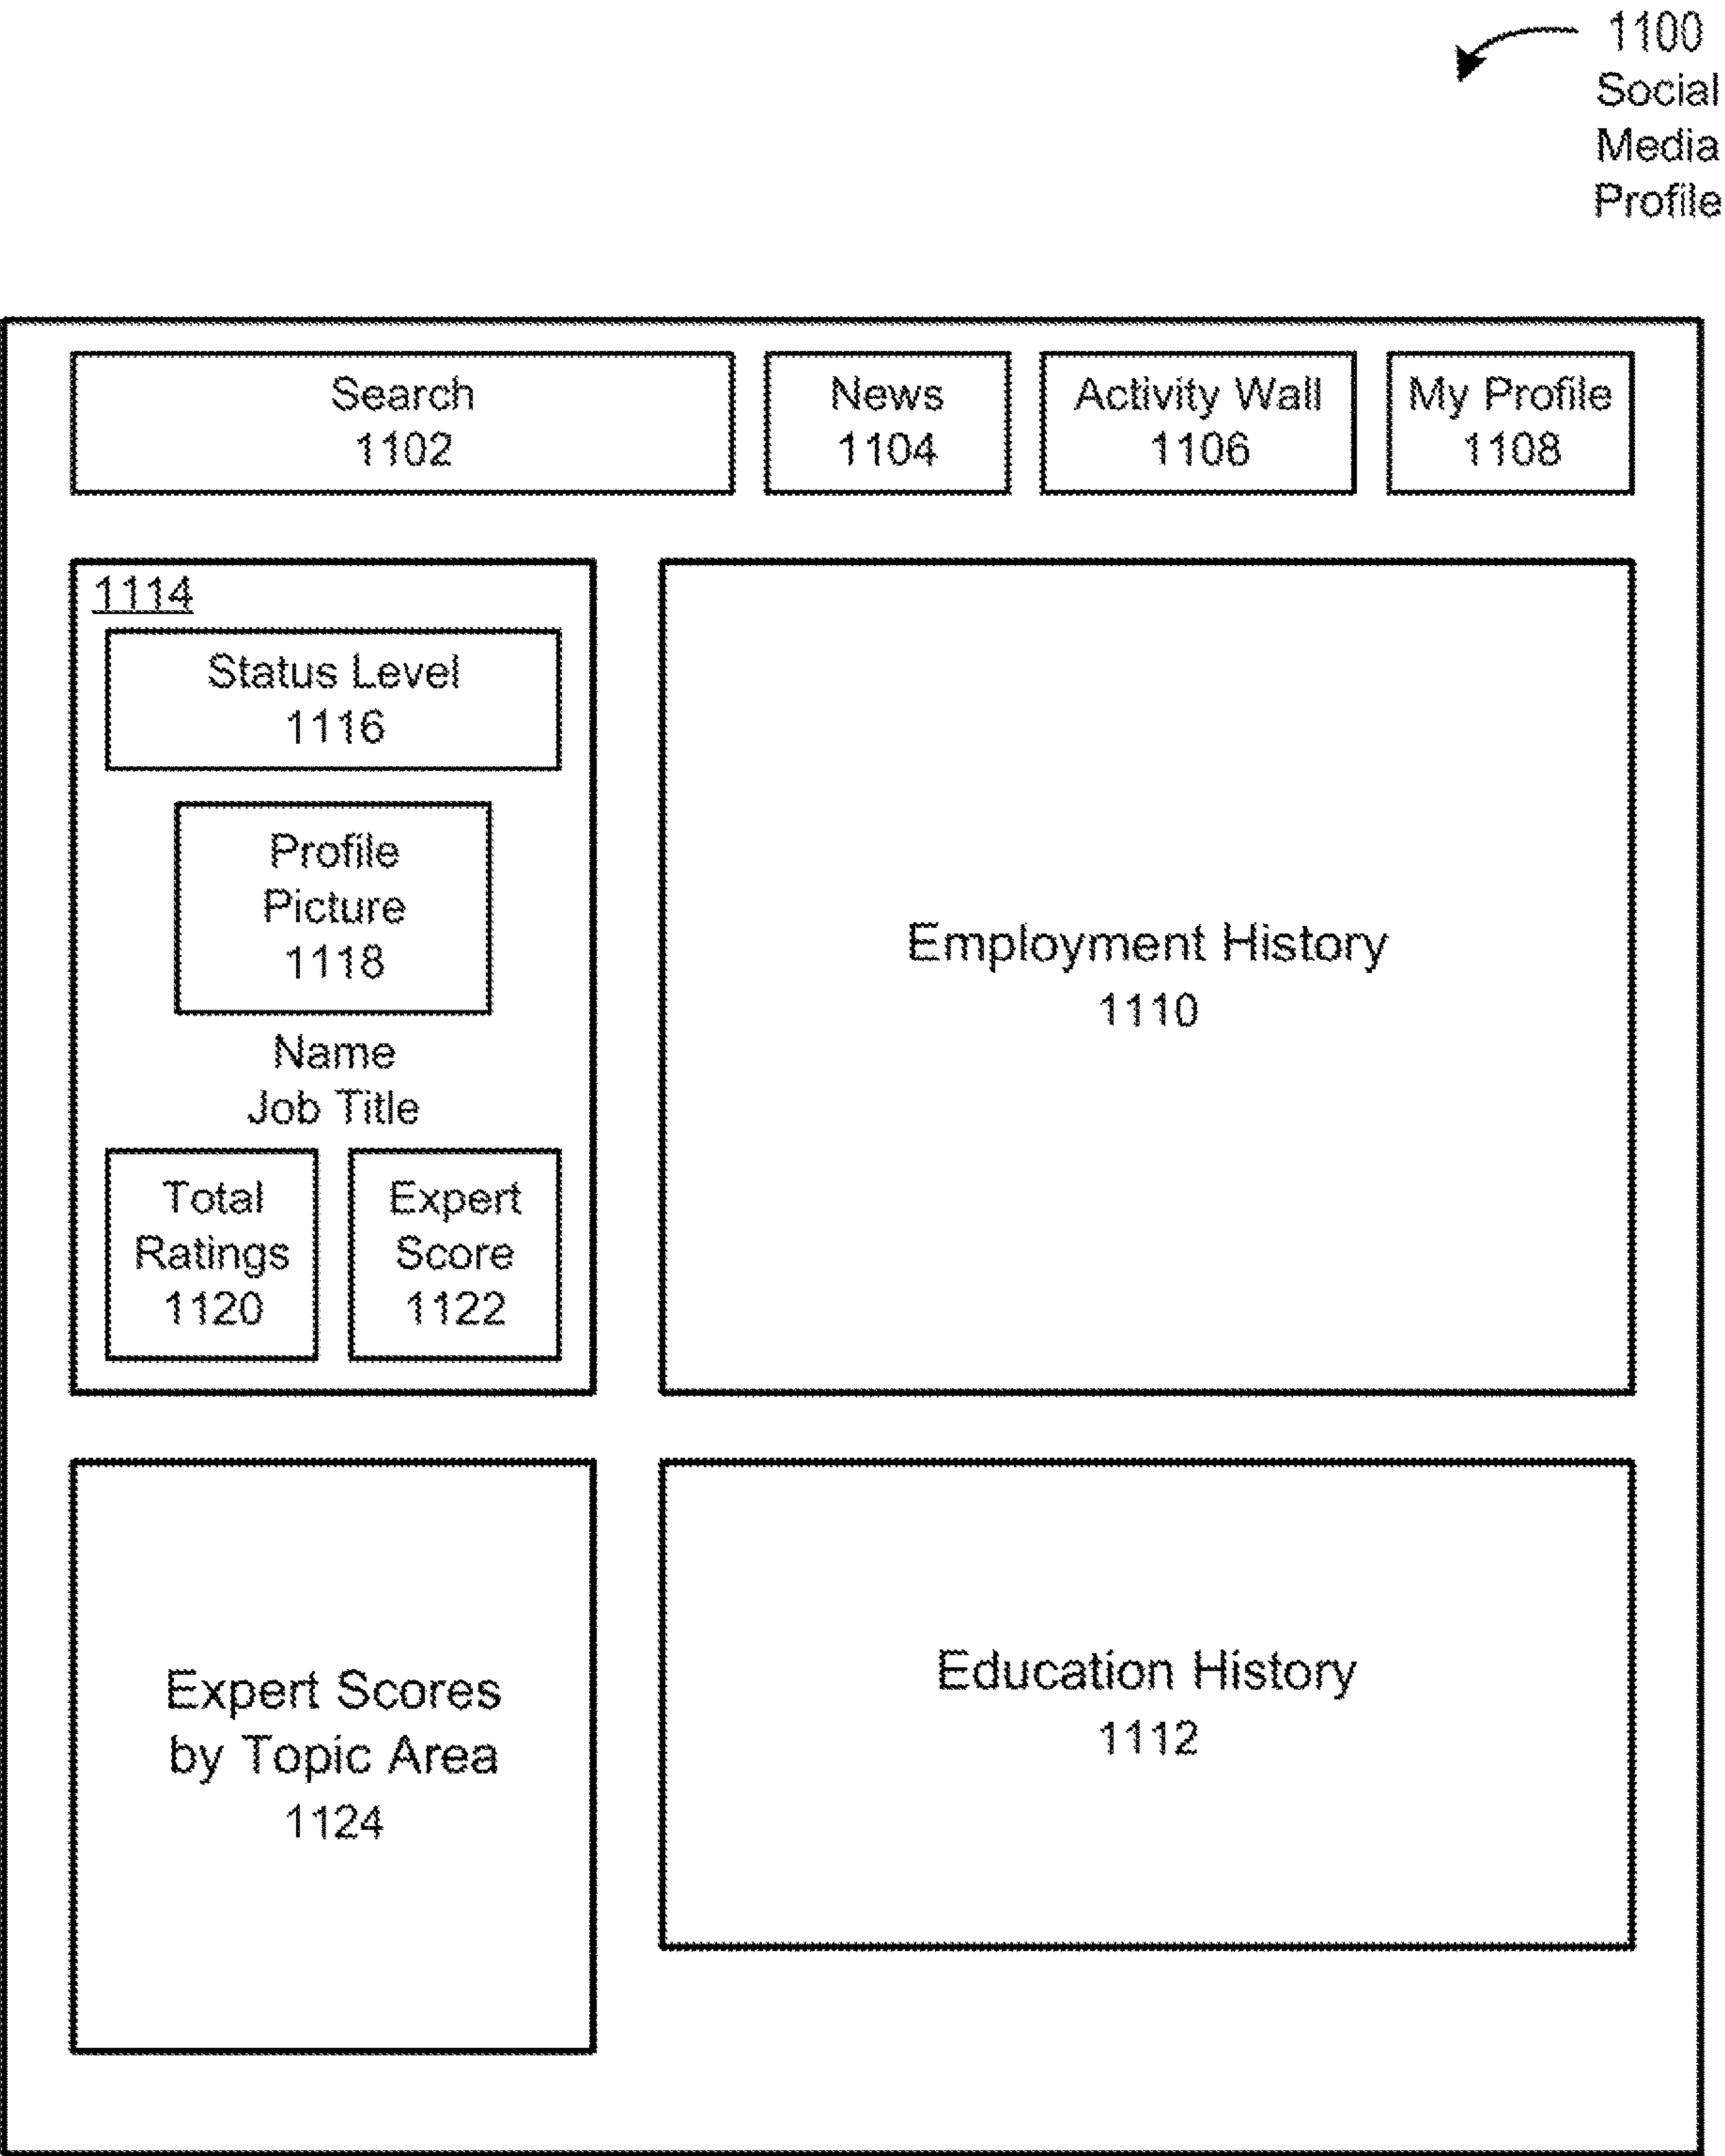 1100
Social
Media
Profile
Search
1102
News
1104
Activity Wall
1106
My Profile
1108
1114
Status Level
1116
Profile
Picture
1118
Name
Job Title
Total
Ratings
1120
Expert
Score
1122
Employment History
1110
Expert Scores
by Topic Area
1124
Education History
1112